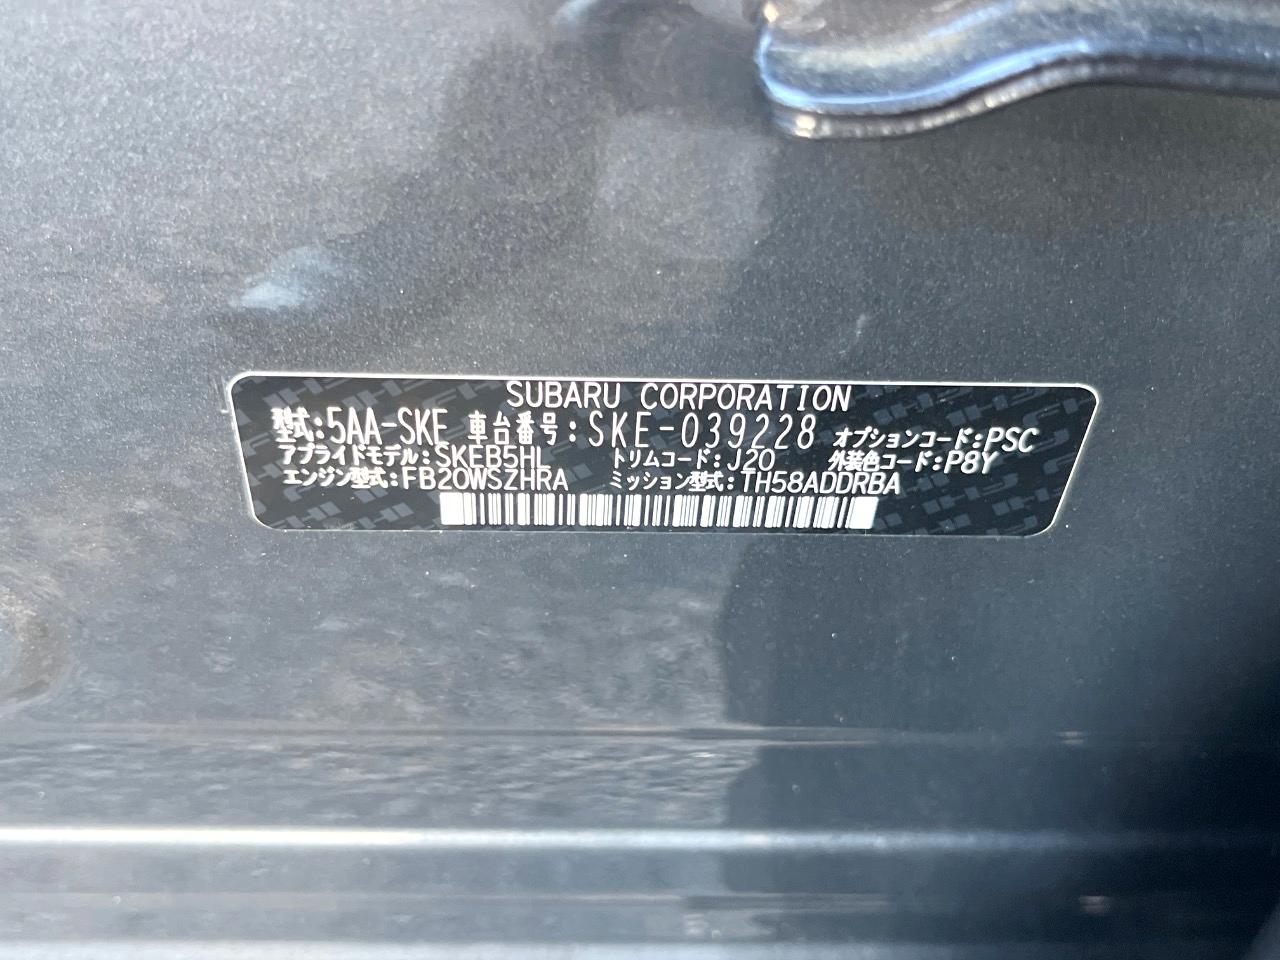 SUBARU CORPORATION
型式:5AA-SKE 車台番号:SKE-039228 オプションコード:PSC
アプライドモデル:SKEB5HL トリムコード:J20 外装色コード:P8Y
エンジン型式:FB20WSZHRA ミッション型式:TH58ADDRBA